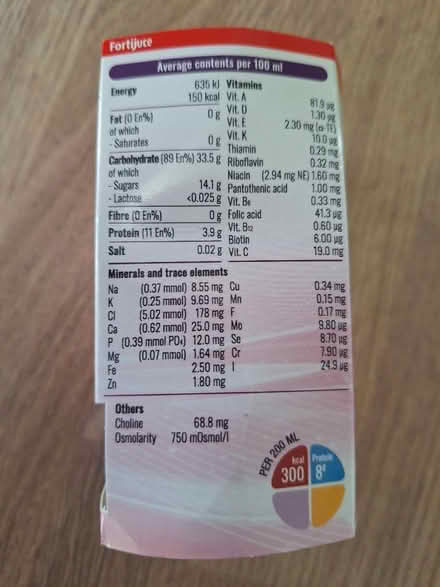 Fortijuce
Average contents per 100 ml
Energy 635 kJ
150 kcal
Fat (0 En%) 0 g
of which
- Saturates 0 g
Carbohydrate (89 En%) 33.5 g
of which
- Sugars 14.1 g
- Lactose <0.025 g
Fibre (0 En%) 0 g
Protein (11 En%) 3.9 g
Salt 0.02 g
Vitamins
Vit. A 81.9 µg
Vit. D 1.30 µg
Vit. E 2.30 mg (α-TE)
Vit. K 10.0 µg
Thiamin 0.29 mg
Riboflavin 0.32 mg
Niacin (2.94 mg NE) 1.60 mg
Pantothenic acid 1.00 mg
Vit. B₆ 0.33 mg
Folic acid 41.3 µg
Vit. B₁₂ 0.60 µg
Biotin 6.00 µg
Vit. C 19.0 mg
Minerals and trace elements
Na (0.37 mmol) 8.55 mg
K (0.25 mmol) 9.69 mg
Cl (5.02 mmol) 178 mg
Ca (0.62 mmol) 25.0 mg
P (0.39 mmol PO₄) 12.0 mg
Mg (0.07 mmol) 1.64 mg
Fe 2.50 mg
Zn 1.80 mg
Cu 0.34 mg
Mn 0.15 mg
F 0.17 mg
Mo 9.80 µg
Se 8.70 µg
Cr 7.90 µg
I 24.9 µg
Others
Choline 68.8 mg
Osmolarity 750 mOsmol/l
PER 200 ML
kcal
300
Protein
8g